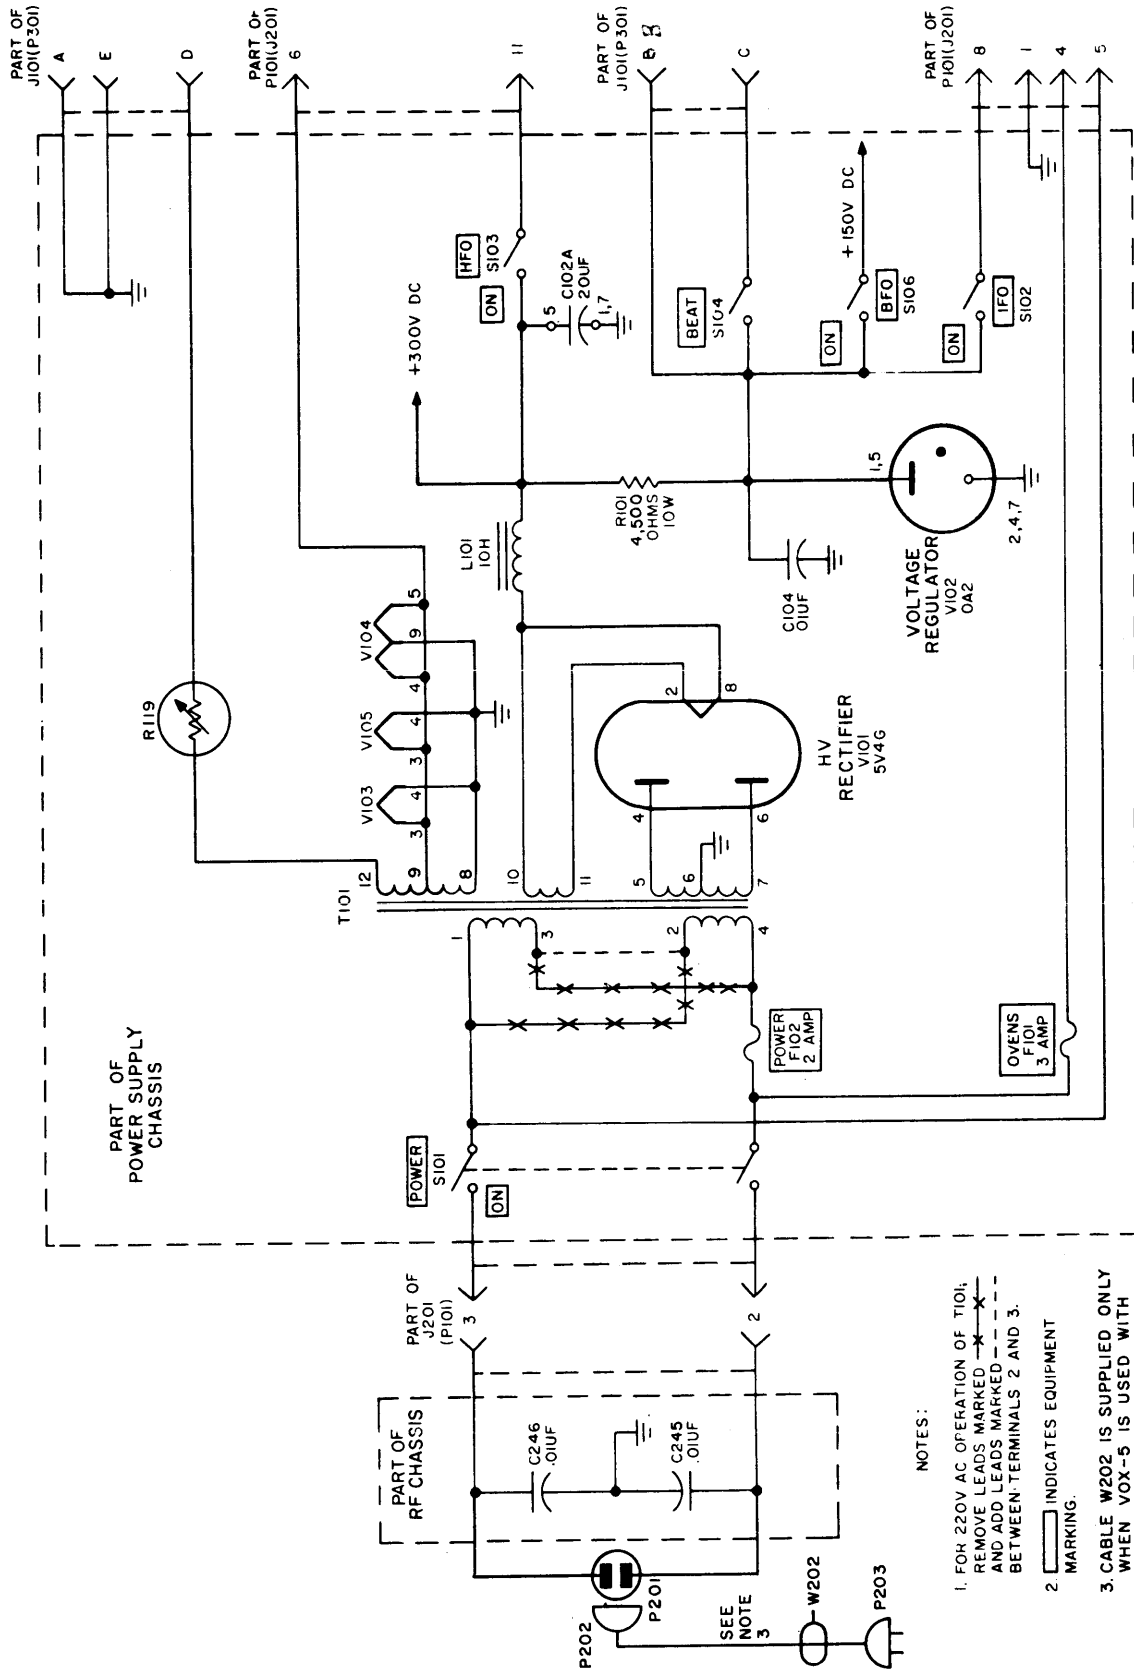 PART OF
J101(P301)
A
E
D
PART OF
P101(J201)
6
11
PART OF
J101(P301)
B B
C
PART OF
P101(J201)
8
1
4
5
R119
+300V DC
HFO
S103
ON
C102A
20UF
5
1,7
BEAT
S104
+150V DC
ON
BFO
S106
ON
IFO
S102
V103
3
4
V105
3
4
V104
4
9
5
L101
10H
R101
4,500
OHMS
10W
1,5
2,4,7
C104
.01UF
VOLTAGE
REGULATOR
V102
OA2
T101
12
9
8
10
11
5
6
7
1
3
2
4
4
6
2
8
HV
RECTIFIER
V101
5V4G
PART OF
POWER SUPPLY
CHASSIS
POWER
S101
ON
POWER
F102
2 AMP
OVENS
F101
3 AMP
PART OF
J201
(P101)
3
2
PART OF
RF CHASSIS
C246
.01UF
C245
.01UF
P202
P201
SEE
NOTE
3
W202
P203
NOTES:
1. FOR 220V AC OPERATION OF T101,
REMOVE LEADS MARKED
AND ADD LEADS MARKED
BETWEEN TERMINALS 2 AND 3.
2. INDICATES EQUIPMENT
MARKING.
3. CABLE W202 IS SUPPLIED ONLY
WHEN VOX-5 IS USED WITH